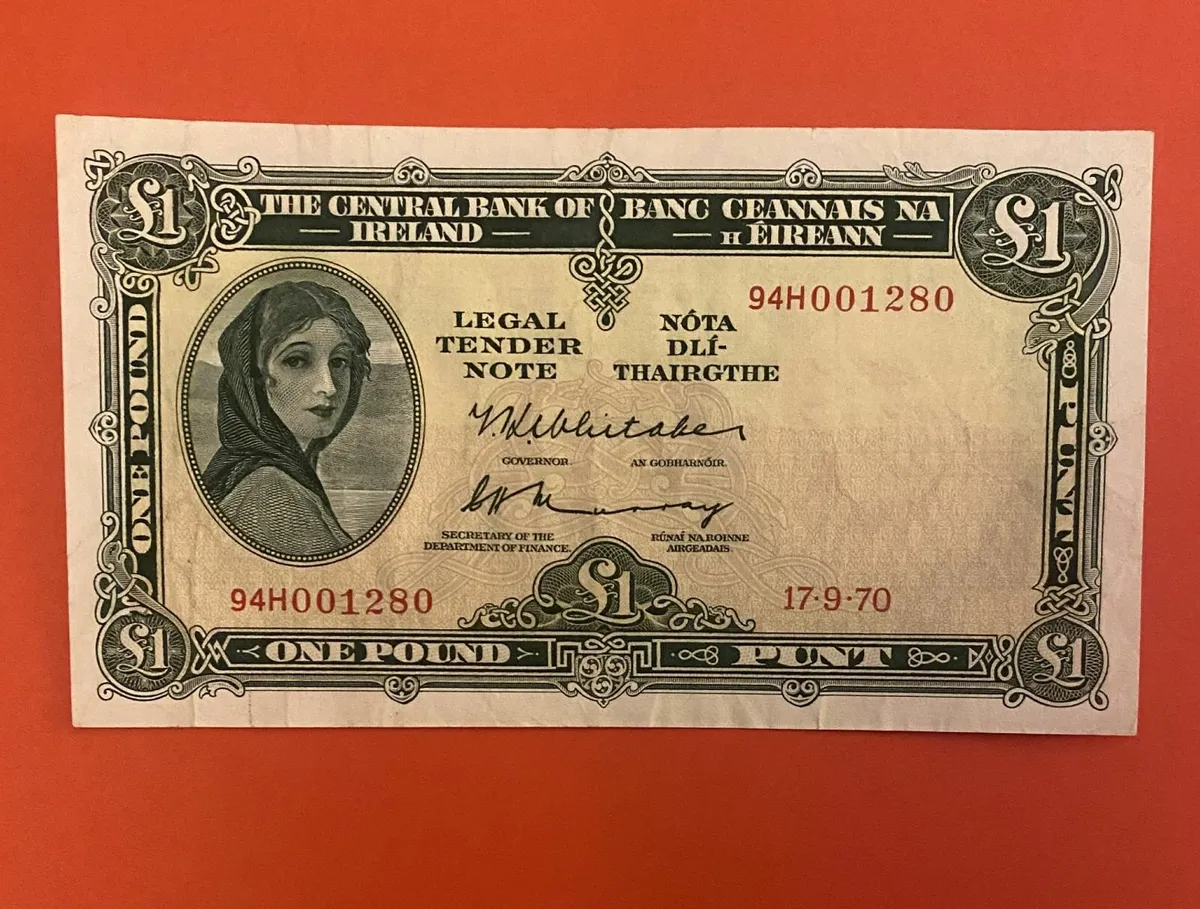 £1
THE CENTRAL BANK OF
IRELAND
BANC CEANNAIS NA
H ÉIREANN
£1
94H001280
LEGAL
TENDER
NOTE
NÓTA
DLÍ-
THAIRGTHE
ONE POUND
PUNT
T.K.Whitaker
GOVERNOR.
AN GOBHARNÓIR.
C H Murray
SECRETARY OF THE
DEPARTMENT OF FINANCE.
RÚNAÍ NA ROINNE
AIRGEADAIS.
94H001280
£1
17·9·70
£1
ONE POUND
PUNT
£1